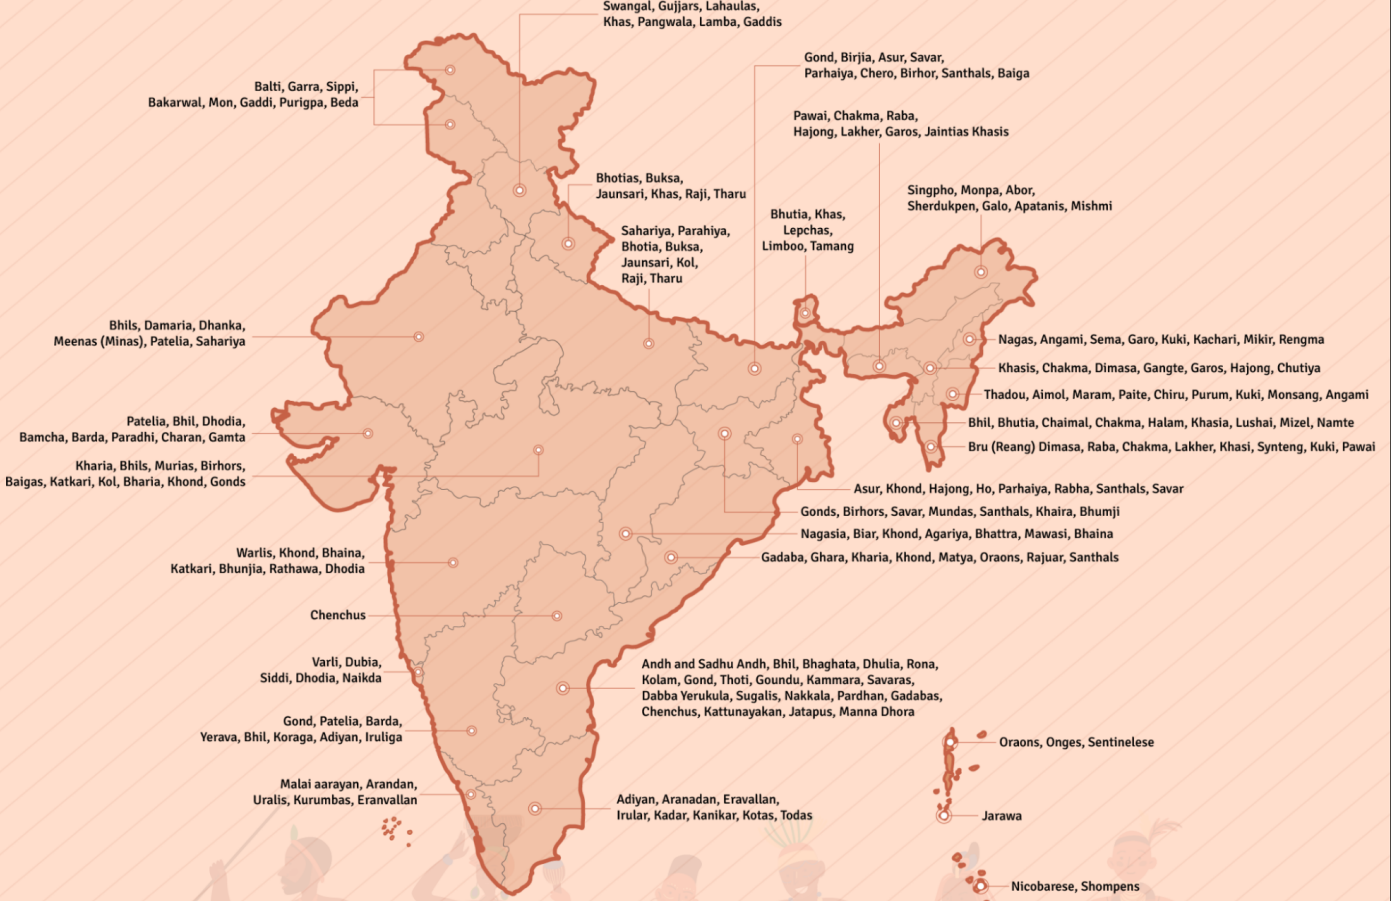 Swangal, Gujjars, Lahaulas,
Khas, Pangwala, Lamba, Gaddis
Gond, Birjia, Asur, Savar,
Parhaiya, Chero, Birhor, Santhals, Baiga
Balti, Garra, Sippi,
Bakarwal, Mon, Gaddi, Purigpa, Beda
Pawai, Chakma, Raba,
Hajong, Lakher, Garos, Jaintias Khasis
Bhotias, Buksa,
Jaunsari, Khas, Raji, Tharu
Singpho, Monpa, Abor,
Sherdukpen, Galo, Apatanis, Mishmi
Bhutia, Khas,
Lepchas,
Limboo, Tamang
Sahariya, Parahiya,
Bhotia, Buksa,
Jaunsari, Kol,
Raji, Tharu
Bhils, Damaria, Dhanka,
Meenas (Minas), Patelia, Sahariya
Nagas, Angami, Sema, Garo, Kuki, Kachari, Mikir, Rengma
Khasis, Chakma, Dimasa, Gangte, Garos, Hajong, Chutiya
Thadou, Aimol, Maram, Paite, Chiru, Purum, Kuki, Monsang, Angami
Patelia, Bhil, Dhodia,
Bamcha, Barda, Paradhi, Charan, Gamta
Bhil, Bhutia, Chaimal, Chakma, Halam, Khasia, Lushai, Mizel, Namte
Bru (Reang) Dimasa, Raba, Chakma, Lakher, Khasi, Synteng, Kuki, Pawai
Kharia, Bhils, Murias, Birhors,
Baigas, Katkari, Kol, Bharia, Khond, Gonds
Asur, Khond, Hajong, Ho, Parhaiya, Rabha, Santhals, Savar
Gonds, Birhors, Savar, Mundas, Santhals, Khaira, Bhumji
Nagasia, Biar, Khond, Agariya, Bhattra, Mawasi, Bhaina
Warlis, Khond, Bhaina,
Katkari, Bhunjia, Rathawa, Dhodia
Gadaba, Ghara, Kharia, Khond, Matya, Oraons, Rajuar, Santhals
Chenchus
Varli, Dubia,
Siddi, Dhodia, Naikda
Andh and Sadhu Andh, Bhil, Bhaghata, Dhulia, Rona,
Kolam, Gond, Thoti, Goundu, Kammara, Savaras,
Dabba Yerukula, Sugalis, Nakkala, Pardhan, Gadabas,
Chenchus, Kattunayakan, Jatapus, Manna Dhora
Gond, Patelia, Barda,
Yerava, Bhil, Koraga, Adiyan, Iruliga
Oraons, Onges, Sentinelese
Malai aarayan, Arandan,
Uralis, Kurumbas, Eranvallan
Adiyan, Aranadan, Eravallan,
Irular, Kadar, Kanikar, Kotas, Todas
Jarawa
Nicobarese, Shompens